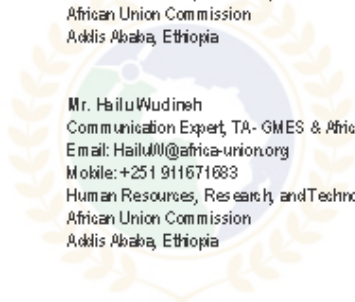 African Union Commission
Addis Ababa, Ethiopia
Mr. Hailu Wudineh
Communication Expert, TA- GMES & Afric
Email: HailuW@africa-union.org
Mobile: +251 911671683
Human Resources, Research, and Techno
African Union Commission
Addis Ababa, Ethiopia